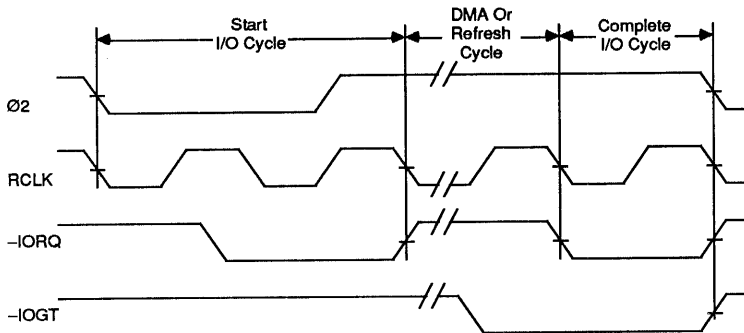 Start
I/O Cycle
DMA Or
Refresh
Cycle
Complete
I/O Cycle
Ø2
RCLK
–IORQ
–IOGT